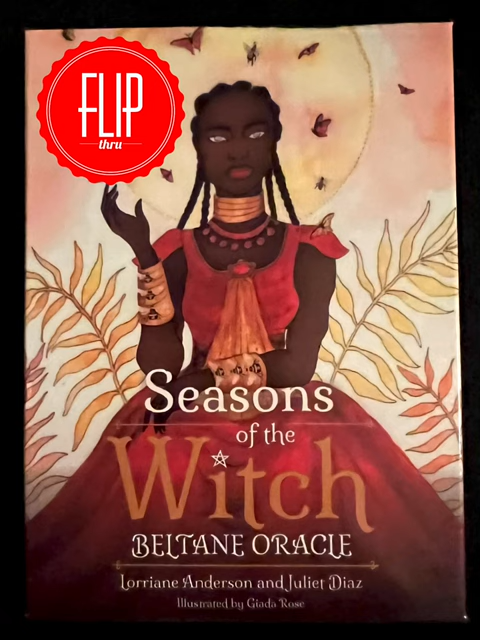 FLIP
thru
Seasons
of the
Witch
BELTANE ORACLE
Lorriane Anderson and Juliet Diaz
Illustrated by Giada Rose